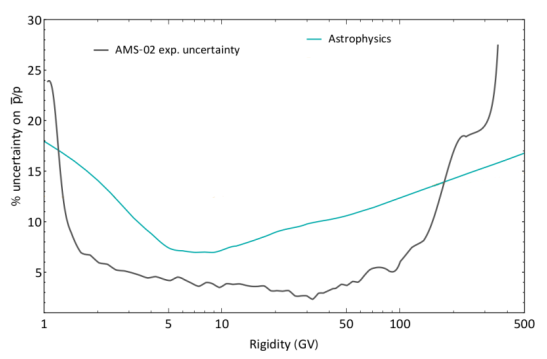 30
25
20
15
10
5
% uncertainty on p̅/p
AMS-02 exp. uncertainty
Astrophysics
1 5 10 50 100 500
Rigidity (GV)